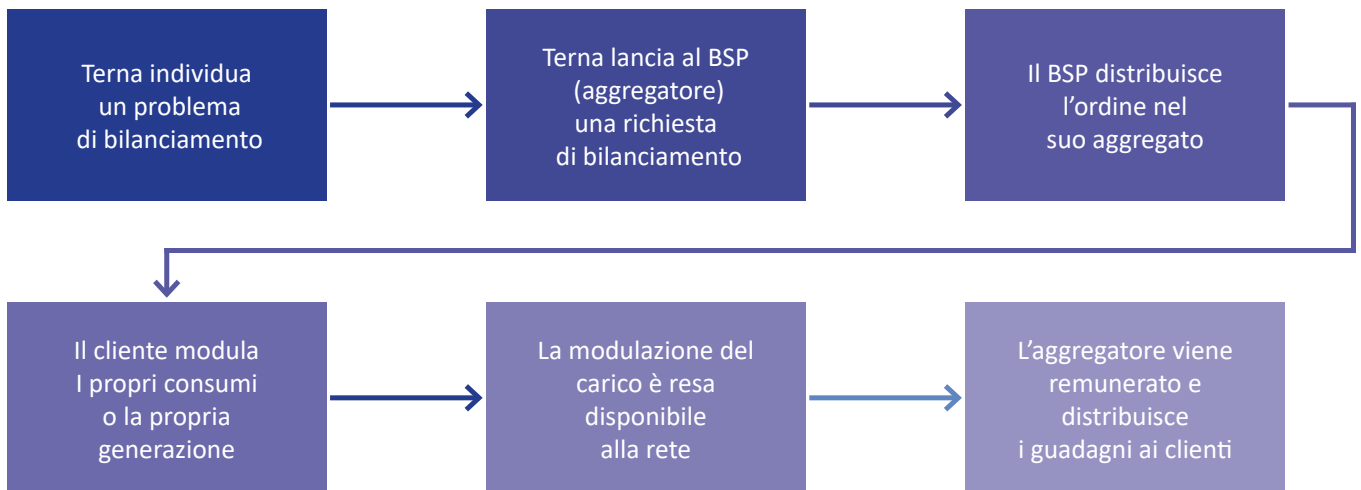 Terna individua
un problema
di bilanciamento
Terna lancia al BSP
(aggregatore)
una richiesta
di bilanciamento
Il BSP distribuisce
l’ordine nel
suo aggregato
Il cliente modula
I propri consumi
o la propria
generazione
La modulazione del
carico è resa
disponibile
alla rete
L’aggregatore viene
remunerato e
distribuisce
i guadagni ai clienti